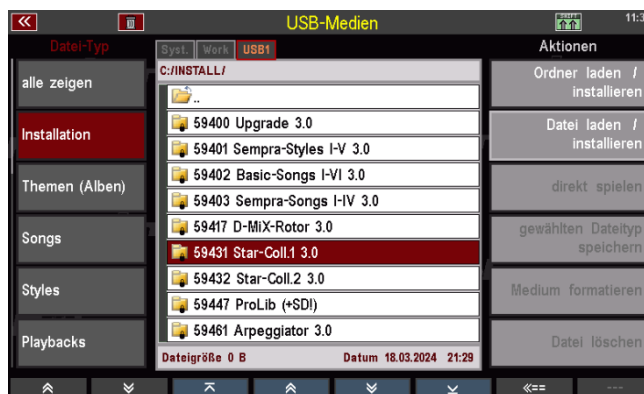 USB-Medien
11:3
Datei-Typ
Syst. Work USB1
Aktionen
C:/INSTALL/
alle zeigen
Installation
Themen (Alben)
Songs
Styles
Playbacks
..
59400 Upgrade 3.0
59401 Sempra-Styles I-V 3.0
59402 Basic-Songs I-VI 3.0
59403 Sempra-Songs I-IV 3.0
59417 D-MiX-Rotor 3.0
59431 Star-Coll.1 3.0
59432 Star-Coll.2 3.0
59447 ProLib (+SD!)
59461 Arpeggiator 3.0
Dateigröße 0 B Datum 18.03.2024 21:29
Ordner laden /
installieren
Datei laden /
installieren
direkt spielen
gewählten Dateityp
speichern
Medium formatieren
Datei löschen
«==
---